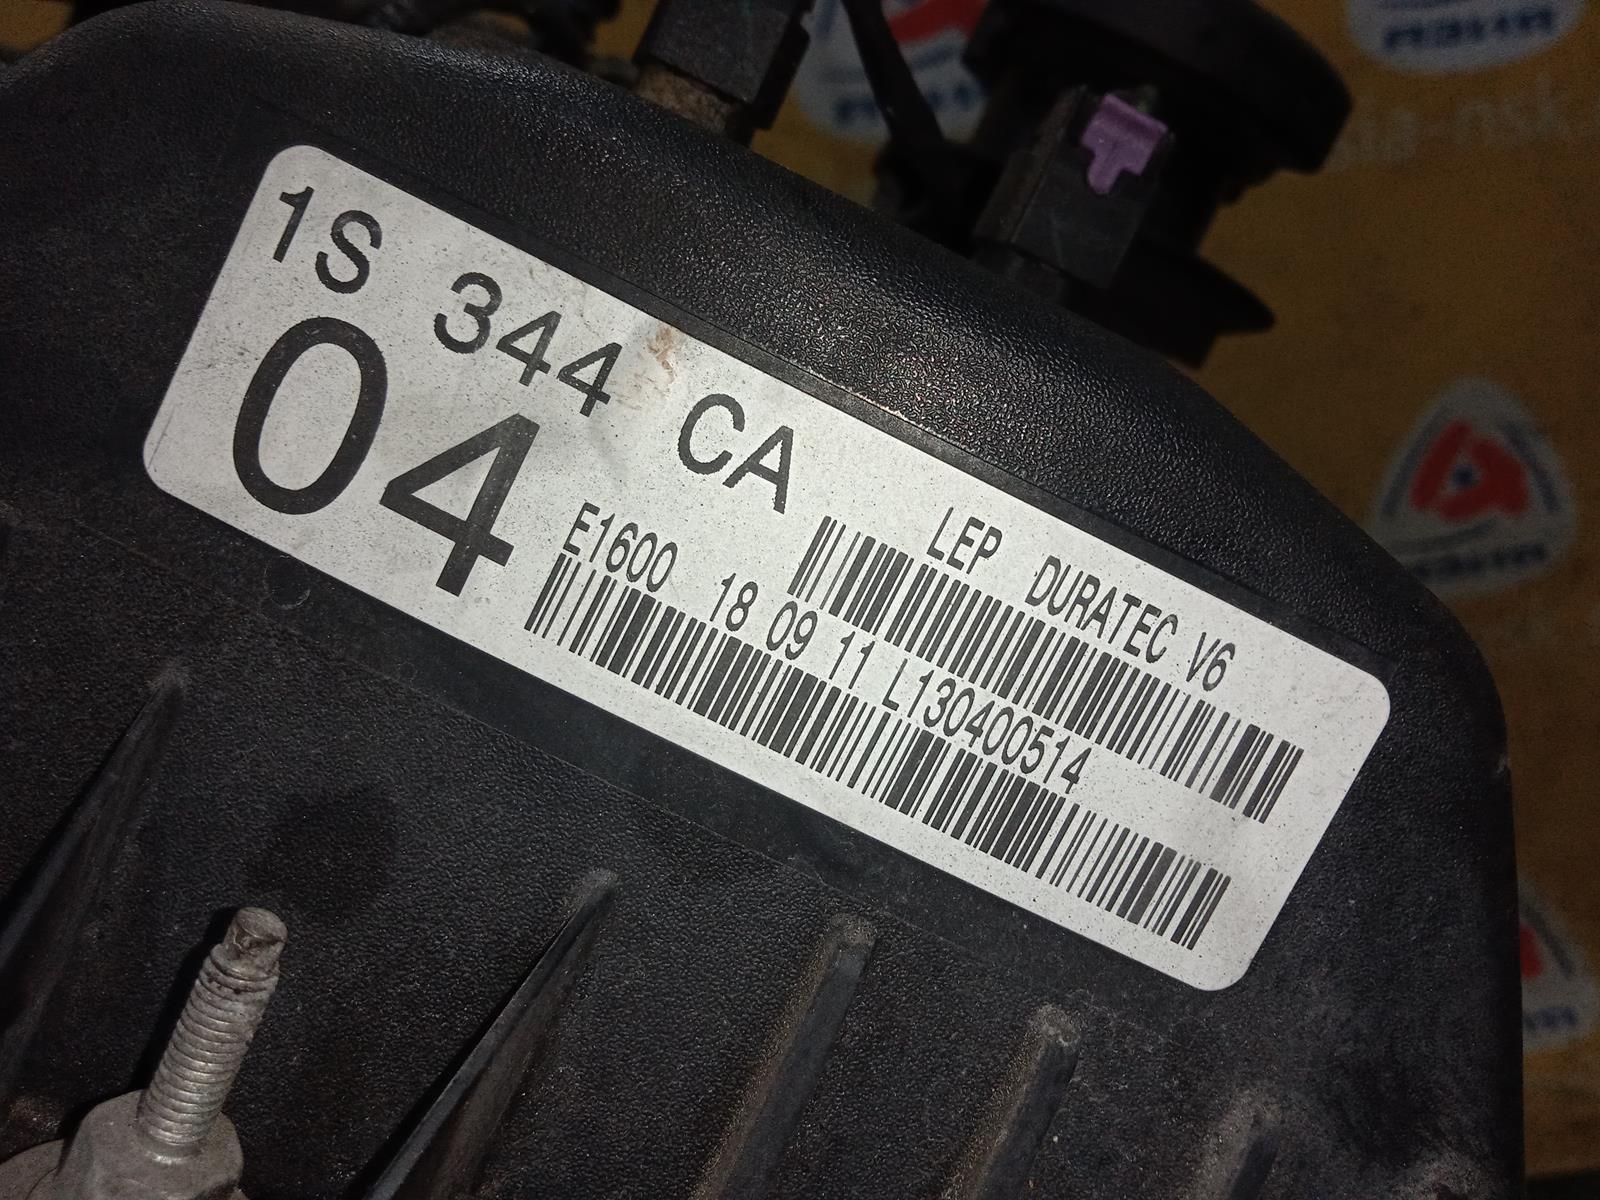 1S 344 CA
04
LEP DURATEC V6
E1600 18 09 11 L130400514